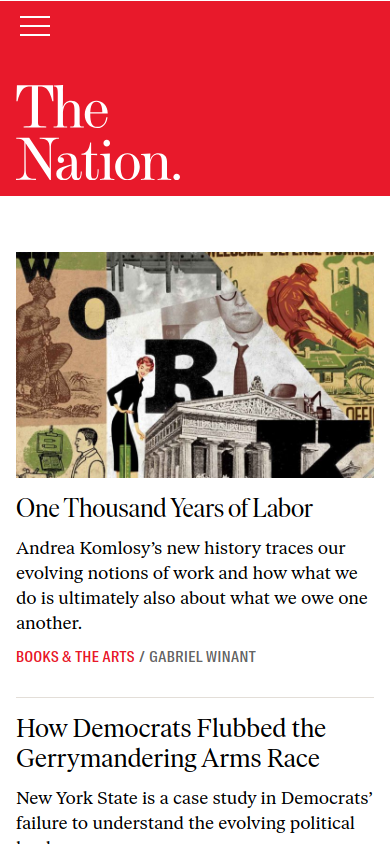 The
Nation.
WELCOME DEFENCE WORKERS
W
O
R
K
One Thousand Years of Labor
Andrea Komlosy’s new history traces our
evolving notions of work and how what we
do is ultimately also about what we owe one
another.
BOOKS & THE ARTS / GABRIEL WINANT
How Democrats Flubbed the
Gerrymandering Arms Race
New York State is a case study in Democrats’
failure to understand the evolving political